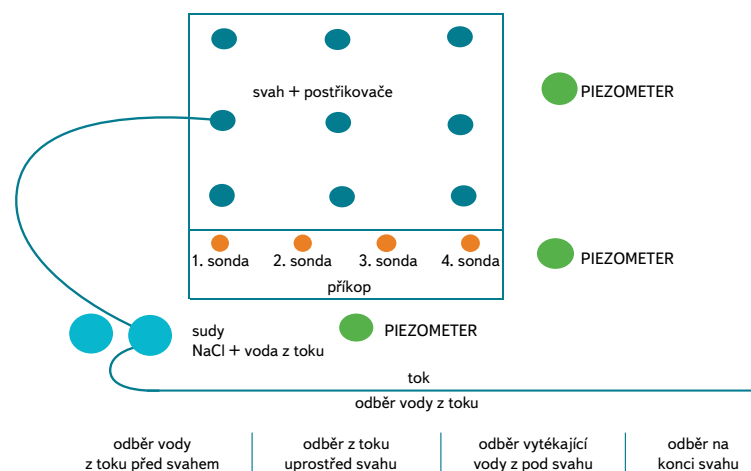 svah + postřikovače
PIEZOMETER
1. sonda
2. sonda
3. sonda
4. sonda
PIEZOMETER
příkop
sudy
NaCl + voda z toku
PIEZOMETER
tok
odběr vody z toku
odběr vody
z toku před svahem
odběr z toku
uprostřed svahu
odběr vytékající
vody z pod svahu
odběr na
konci svahu